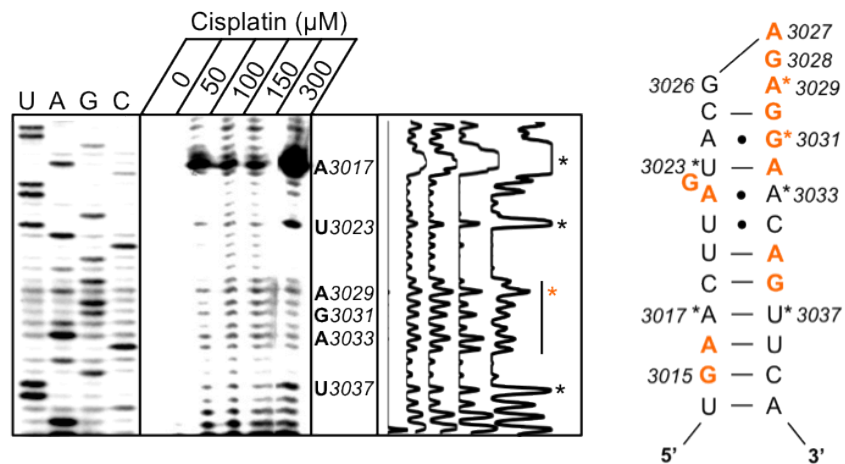 Cisplatin (µM)
0 50 100 150 300
U A G C
A3017
U3023
A3029
G3031
A3033
U3037
*
*
*
*
A 3027
G 3028
3026 G A* 3029
C — G
A • G* 3031
3023 *U — A
G A • A* 3033
U • C
U — A
C — G
3017 *A — U* 3037
A — U
3015 G — C
U — A
5' 3'